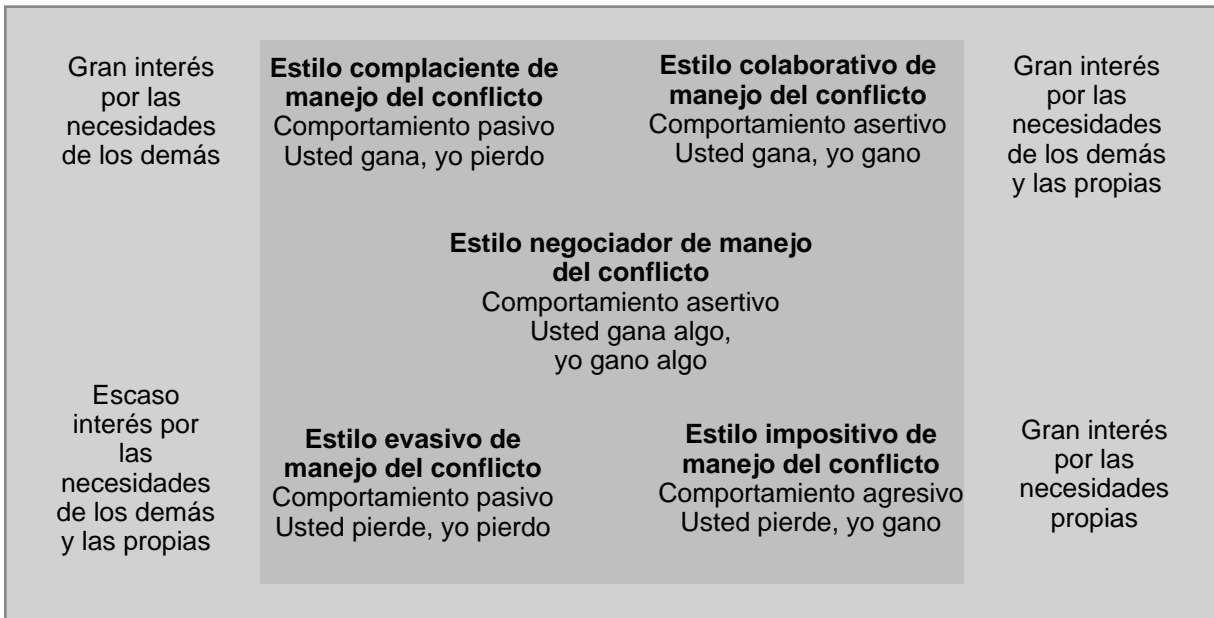 Gran interés
por las
necesidades
de los demás
Estilo complaciente de
manejo del conflicto
Comportamiento pasivo
Usted gana, yo pierdo
Estilo colaborativo de
manejo del conflicto
Comportamiento asertivo
Usted gana, yo gano
Gran interés
por las
necesidades
de los demás
y las propias
Estilo negociador de manejo
del conflicto
Comportamiento asertivo
Usted gana algo,
yo gano algo
Escaso
interés por
las
necesidades
de los demás
y las propias
Estilo evasivo de
manejo del conflicto
Comportamiento pasivo
Usted pierde, yo pierdo
Estilo impositivo de
manejo del conflicto
Comportamiento agresivo
Usted pierde, yo gano
Gran interés
por las
necesidades
propias